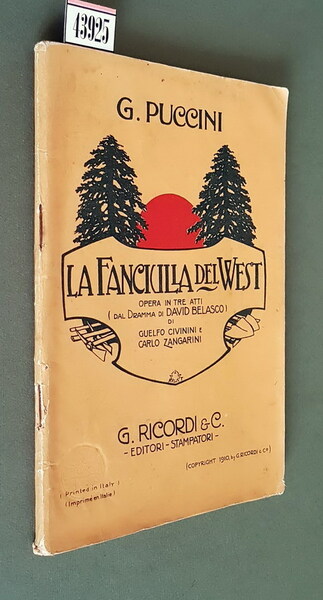 43925
G. PUCCINI
LA FANCIULLA DEL WEST
OPERA IN TRE ATTI
(DAL DRAMMA DI DAVID BELASCO)
DI
GUELFO CIVININI E
CARLO ZANGARINI
G. RICORDI & C.
- EDITORI - STAMPATORI -
(COPYRIGHT 1910, by G. RICORDI & Co.)
(Printed in Italy)
(Imprimé en Italie)